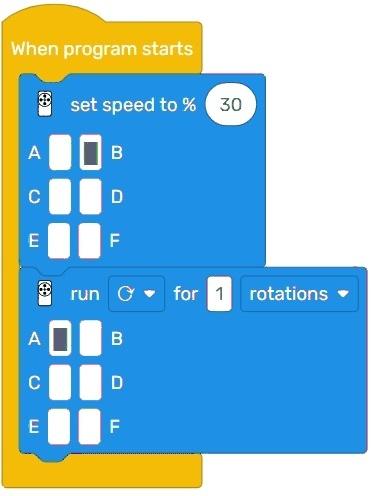 When program starts
set speed to % 30
A B
C D
E F
run for 1 rotations
A B
C D
E F